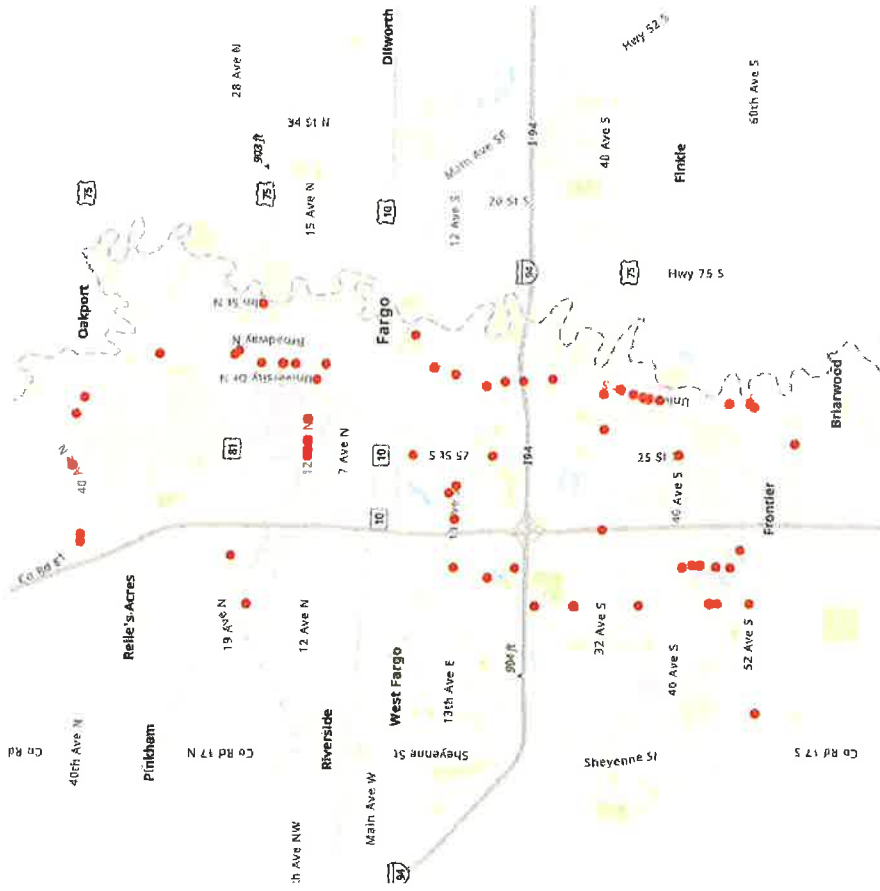 Hwy 52 S
Dilworth
28 Ave N
34 St N
903 ft
60th Ave S
40 Ave S
I-94
Main Ave SE
Finkle
75
75
15 Ave N
10
12 Ave S
20 St S
94
75
Hwy 75 S
Oakport
Elm St N
Broadway N
Fargo
University Dr N
Univ
S
Briarwood
40
N
81
12
N
7 Ave N
10
25 St S
I94
25 St
40 Ave S
10
Frontier
Co Rd 81
Reile's Acres
19 Ave N
12 Ave N
West Fargo
13th Ave E
904 ft
32 Ave S
40 Ave S
52 Ave S
Co Rd
40th Ave N
Pinkham
Co Rd 17 N
Riverside
Sheyenne St
Sheyenne St
Co Rd 17 S
Main Ave W
th Ave NW
94